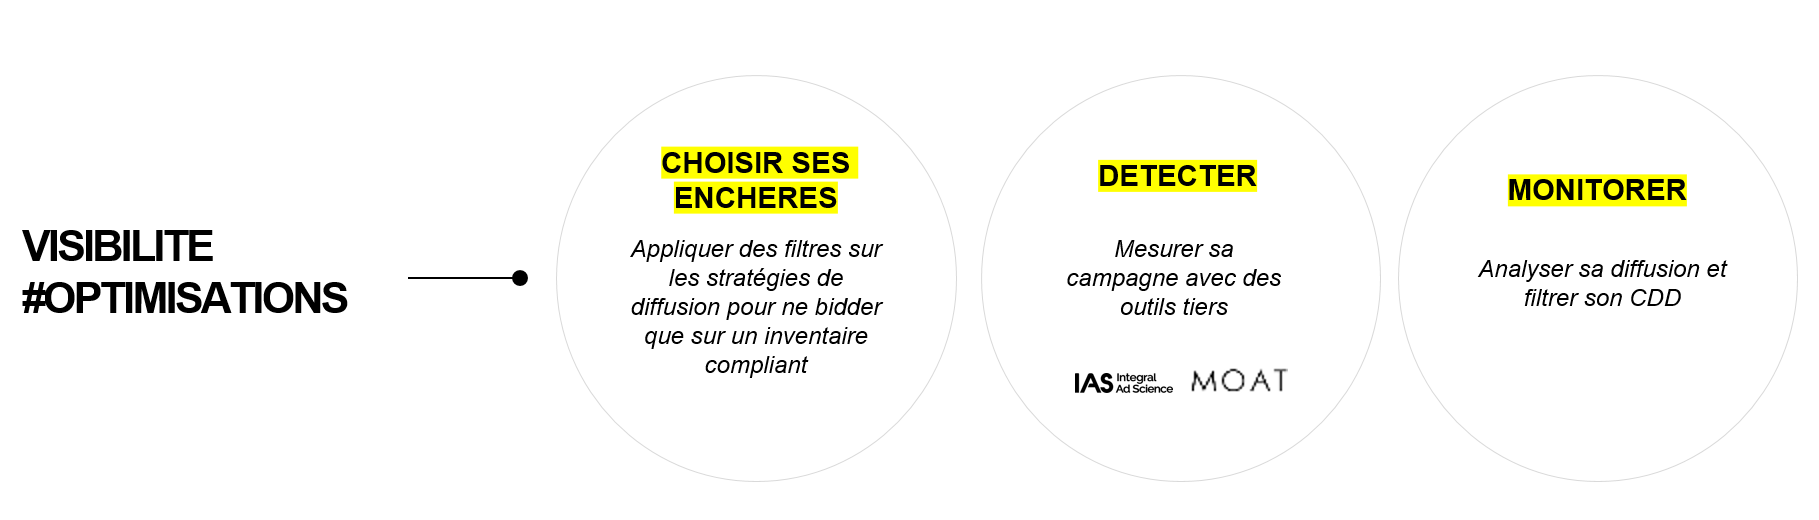 VISIBILITE
#OPTIMISATIONS
CHOISIR SES
ENCHERES
Appliquer des filtres sur
les stratégies de
diffusion pour ne bidder
que sur un inventaire
compliant
DETECTER
Mesurer sa
campagne avec des
outils tiers
IAS Integral
Ad Science
MOAT
MONITORER
Analyser sa diffusion et
filtrer son CDD